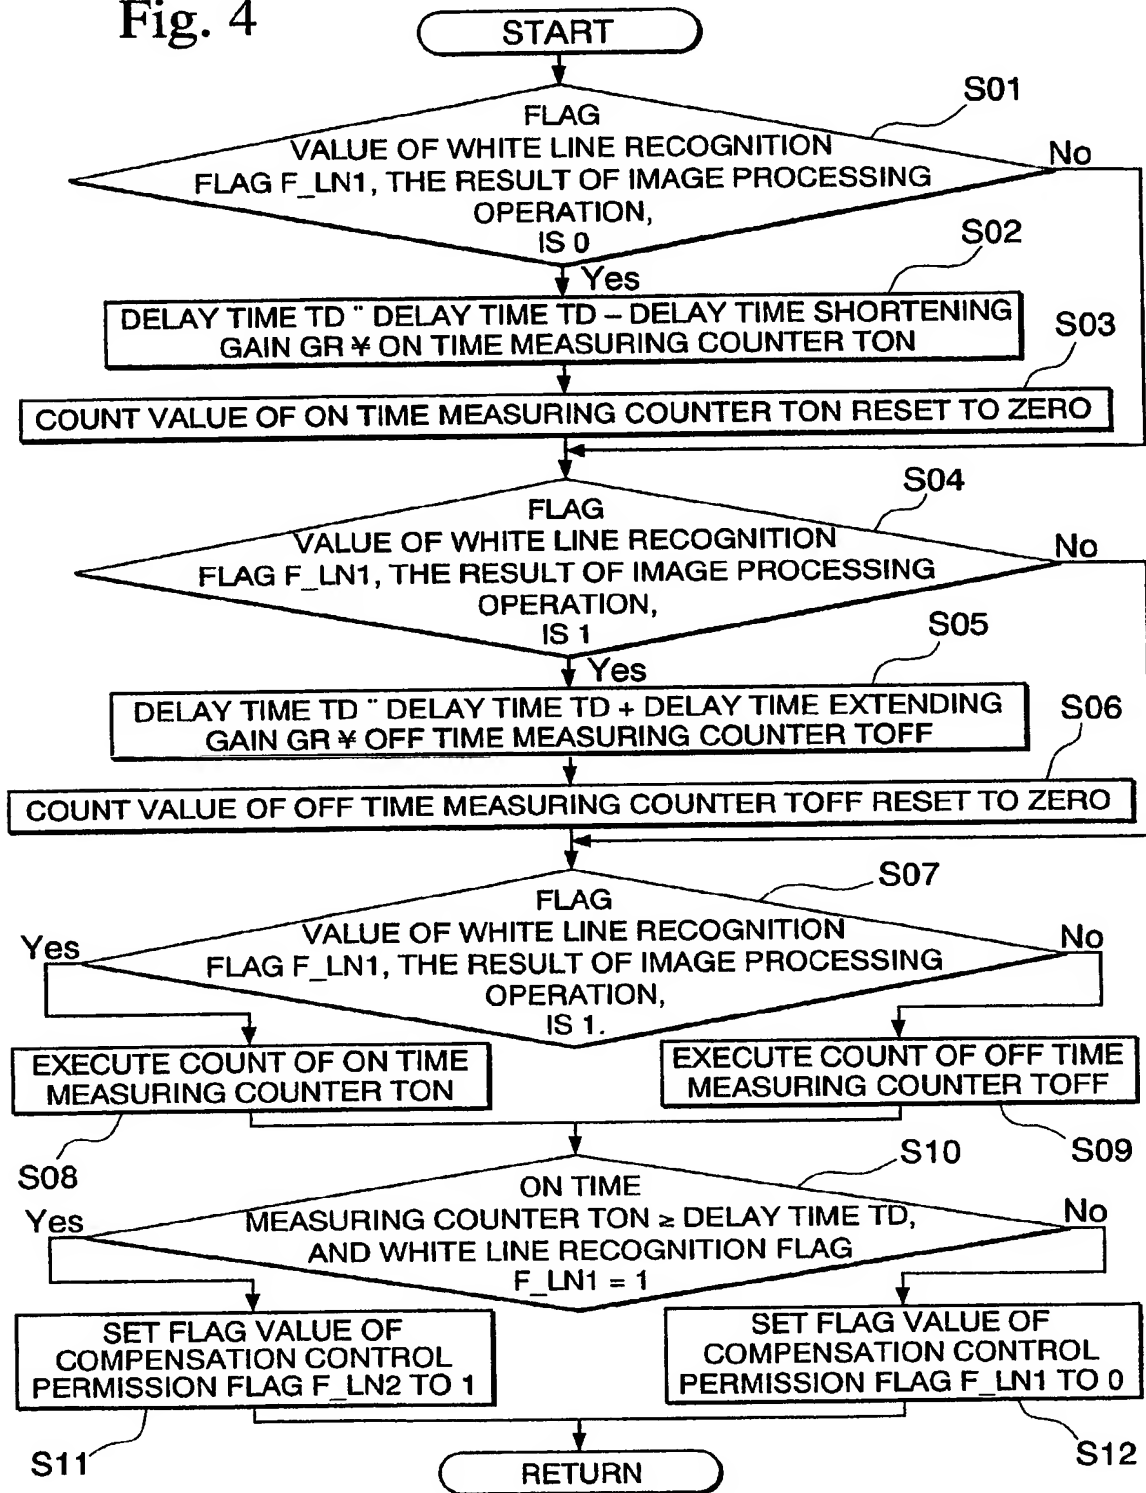 Fig. 4
START
S01
FLAG
VALUE OF WHITE LINE RECOGNITION
FLAG F_LN1, THE RESULT OF IMAGE PROCESSING
OPERATION,
IS 0
No
S02
Yes
DELAY TIME TD ¨ DELAY TIME TD – DELAY TIME SHORTENING
GAIN GR ¥ ON TIME MEASURING COUNTER TON
S03
COUNT VALUE OF ON TIME MEASURING COUNTER TON RESET TO ZERO
S04
FLAG
VALUE OF WHITE LINE RECOGNITION
FLAG F_LN1, THE RESULT OF IMAGE PROCESSING
OPERATION,
IS 1
No
S05
Yes
DELAY TIME TD ¨ DELAY TIME TD + DELAY TIME EXTENDING
GAIN GR ¥ OFF TIME MEASURING COUNTER TOFF
S06
COUNT VALUE OF OFF TIME MEASURING COUNTER TOFF RESET TO ZERO
S07
FLAG
VALUE OF WHITE LINE RECOGNITION
FLAG F_LN1, THE RESULT OF IMAGE PROCESSING
OPERATION,
IS 1.
Yes
No
EXECUTE COUNT OF ON TIME
MEASURING COUNTER TON
EXECUTE COUNT OF OFF TIME
MEASURING COUNTER TOFF
S08
S09
S10
ON TIME
MEASURING COUNTER TON ≥ DELAY TIME TD,
AND WHITE LINE RECOGNITION FLAG
F_LN1 = 1
Yes
No
SET FLAG VALUE OF
COMPENSATION CONTROL
PERMISSION FLAG F_LN2 TO 1
SET FLAG VALUE OF
COMPENSATION CONTROL
PERMISSION FLAG F_LN1 TO 0
S11
S12
RETURN